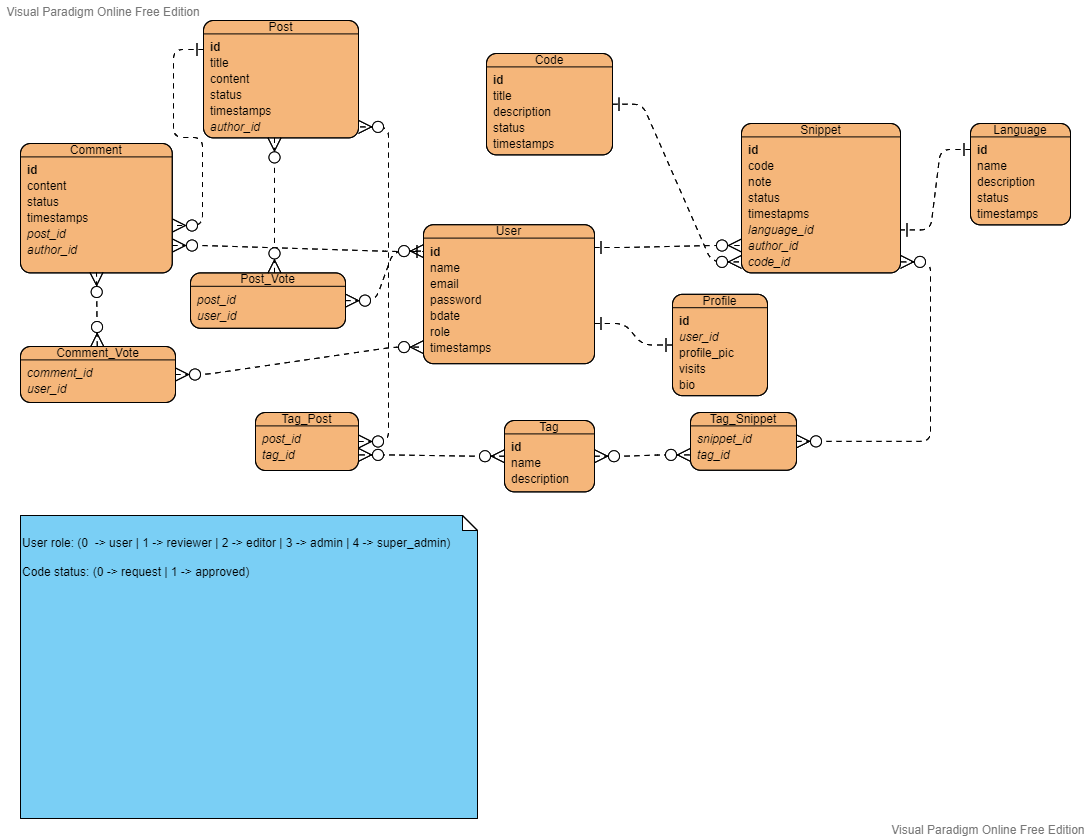 Visual Paradigm Online Free Edition
Post
id
title
content
status
timestamps
author_id
Comment
id
content
status
timestamps
post_id
author_id
Post_Vote
post_id
user_id
Comment_Vote
comment_id
user_id
Code
id
title
description
status
timestamps
User
id
name
email
password
bdate
role
timestamps
Snippet
id
code
note
status
timestapms
language_id
author_id
code_id
Language
id
name
description
status
timestamps
Profile
id
user_id
profile_pic
visits
bio
Tag_Post
post_id
tag_id
Tag
id
name
description
Tag_Snippet
snippet_id
tag_id
User role: (0  -> user | 1 -> reviewer | 2 -> editor | 3 -> admin | 4 -> super_admin)
Code status: (0 -> request | 1 -> approved)
Visual Paradigm Online Free Edition